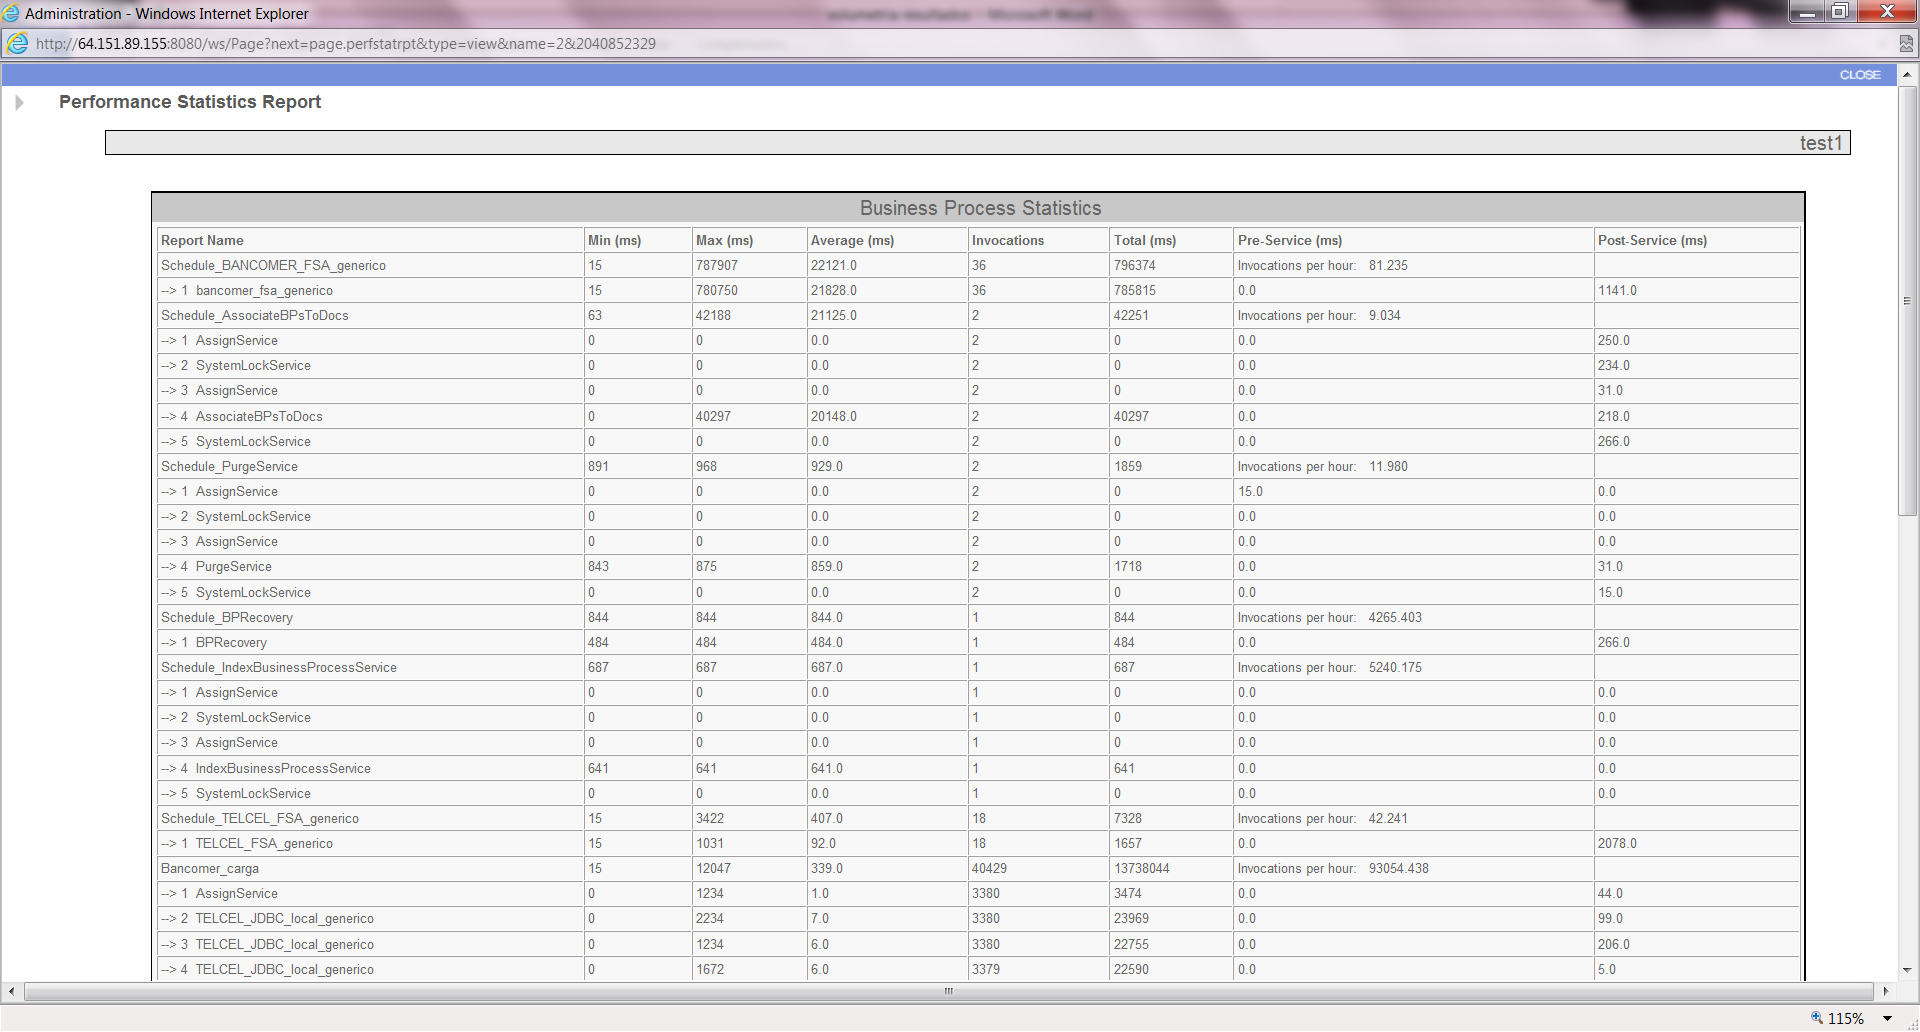 Administration - Windows Internet Explorer
http://64.151.89.155:8080/ws/Page?next=page.perfstatrpt&type=view&name=2&2040852329
CLOSE
Performance Statistics Report
test1
Business Process Statistics
Report Name Min (ms) Max (ms) Average (ms) Invocations Total (ms) Pre-Service (ms) Post-Service (ms)
Schedule_BANCOMER_FSA_generico 15 787907 22121.0 36 796374 Invocations per hour: 81.235
--> 1 bancomer_fsa_generico 15 780750 21828.0 36 785815 0.0 1141.0
Schedule_AssociateBPsToDocs 63 42188 21125.0 2 42251 Invocations per hour: 9.034
--> 1 AssignService 0 0 0.0 2 0 0.0 250.0
--> 2 SystemLockService 0 0 0.0 2 0 0.0 234.0
--> 3 AssignService 0 0 0.0 2 0 0.0 31.0
--> 4 AssociateBPsToDocs 0 40297 20148.0 2 40297 0.0 218.0
--> 5 SystemLockService 0 0 0.0 2 0 0.0 266.0
Schedule_PurgeService 891 968 929.0 2 1859 Invocations per hour: 11.980
--> 1 AssignService 0 0 0.0 2 0 15.0 0.0
--> 2 SystemLockService 0 0 0.0 2 0 0.0 0.0
--> 3 AssignService 0 0 0.0 2 0 0.0 0.0
--> 4 PurgeService 843 875 859.0 2 1718 0.0 31.0
--> 5 SystemLockService 0 0 0.0 2 0 0.0 15.0
Schedule_BPRecovery 844 844 844.0 1 844 Invocations per hour: 4265.403
--> 1 BPRecovery 484 484 484.0 1 484 0.0 266.0
Schedule_IndexBusinessProcessService 687 687 687.0 1 687 Invocations per hour: 5240.175
--> 1 AssignService 0 0 0.0 1 0 0.0 0.0
--> 2 SystemLockService 0 0 0.0 1 0 0.0 0.0
--> 3 AssignService 0 0 0.0 1 0 0.0 0.0
--> 4 IndexBusinessProcessService 641 641 641.0 1 641 0.0 0.0
--> 5 SystemLockService 0 0 0.0 1 0 0.0 0.0
Schedule_TELCEL_FSA_generico 15 3422 407.0 18 7328 Invocations per hour: 42.241
--> 1 TELCEL_FSA_generico 15 1031 92.0 18 1657 0.0 2078.0
Bancomer_carga 15 12047 339.0 40429 13738044 Invocations per hour: 93054.438
--> 1 AssignService 0 1234 1.0 3380 3474 0.0 44.0
--> 2 TELCEL_JDBC_local_generico 0 2234 7.0 3380 23969 0.0 99.0
--> 3 TELCEL_JDBC_local_generico 0 1234 6.0 3380 22755 0.0 206.0
--> 4 TELCEL_JDBC_local_generico 0 1672 6.0 3379 22590 0.0 5.0
115%